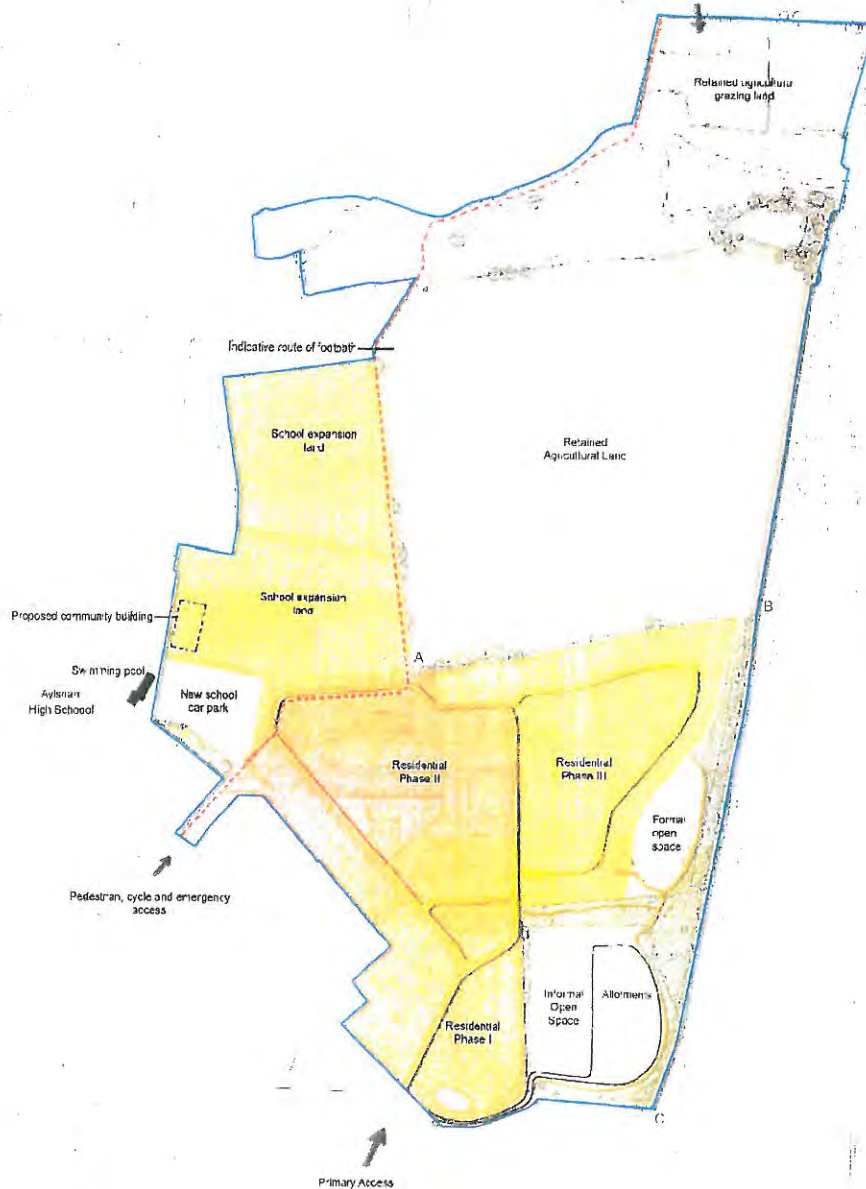 Retained agricultural
grazing land
Indicative route of footpath
School expansion
land
Retained
Agricultural Land
School expansion
land
Proposed community building
B
A
Swimming pool
Aylsham
High School
New school
car park
Residential
Phase II
Residential
Phase III
Formal
open
space
Pedestrian, cycle and emergency
access
Informal
Open
Space
Allotments
Residential
Phase I
C
Primary Access